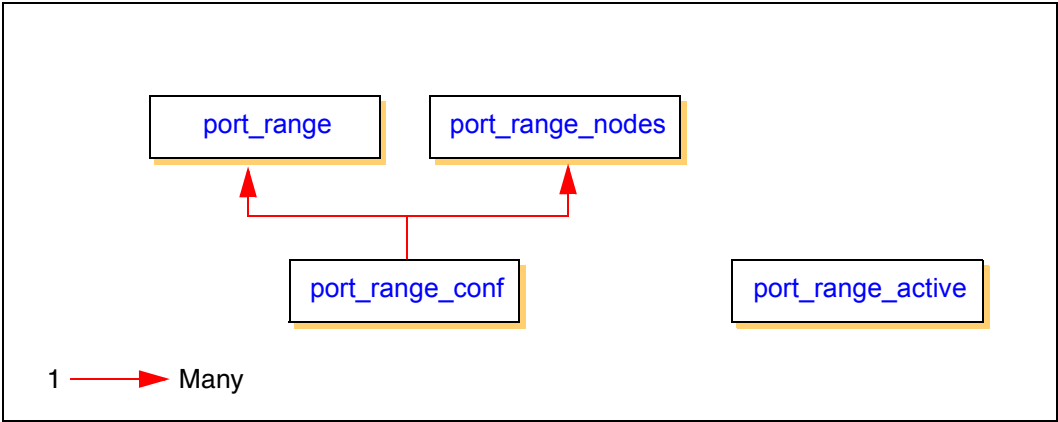 port_range
port_range_nodes
port_range_conf
port_range_active
1
Many